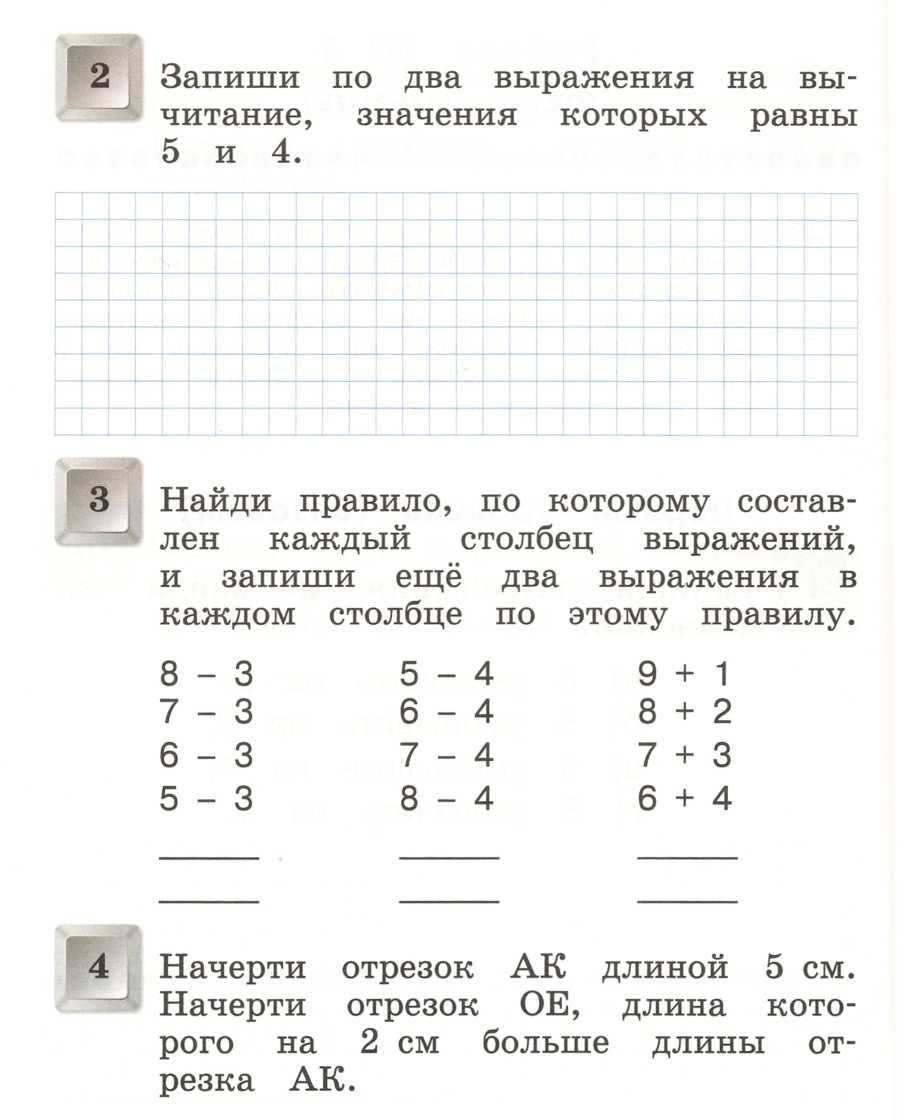 2
Запиши по два выражения на вы-
читание, значения которых равны
5 и 4.
3
Найди правило, по которому состав-
лен каждый столбец выражений,
и запиши ещё два выражения в
каждом столбце по этому правилу.
8 – 3 5 – 4 9 + 1
7 – 3 6 – 4 8 + 2
6 – 3 7 – 4 7 + 3
5 – 3 8 – 4 6 + 4
4
Начерти отрезок АК длиной 5 см.
Начерти отрезок ОЕ, длина кото-
рого на 2 см больше длины от-
резка АК.